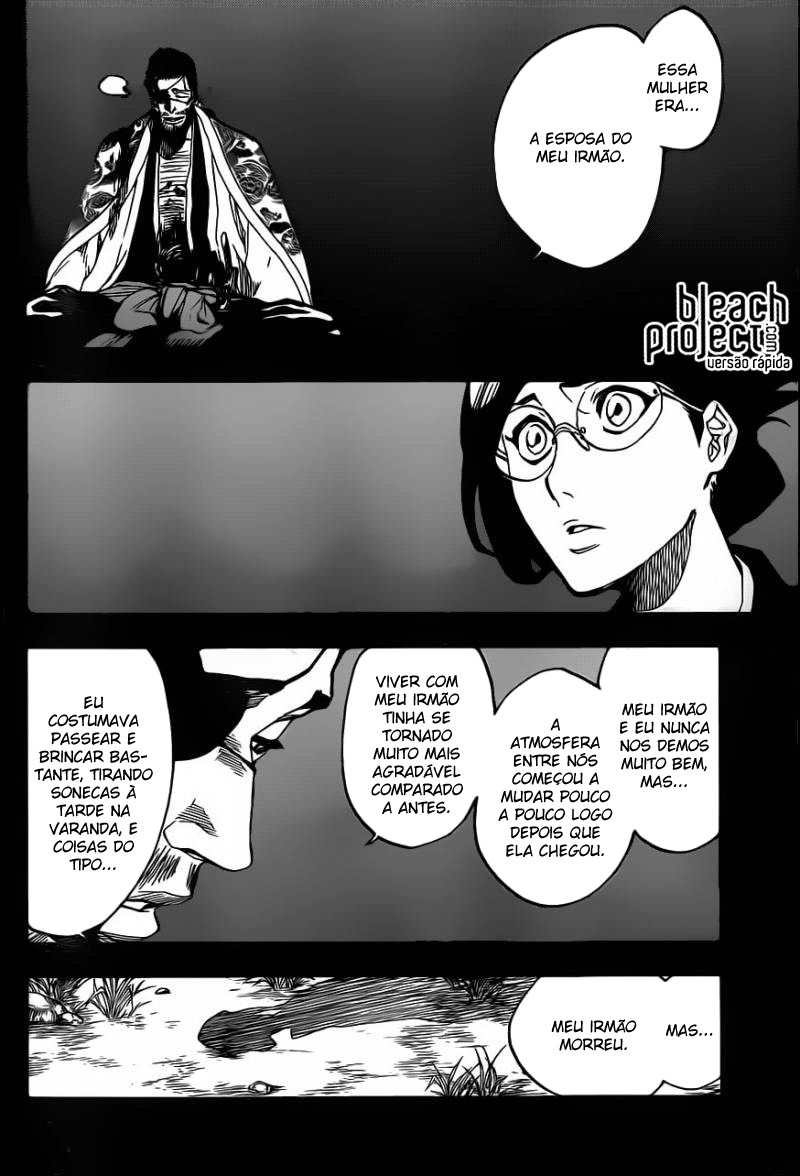 ESSA
MULHER
ERA...
A ESPOSA DO
MEU IRMÃO.
bleach
project
.com
versão rápida
MEU IRMÃO
E EU NUNCA
NOS DEMOS
MUITO BEM,
MAS...
A
ATMOSFERA
ENTRE NÓS
COMEÇOU A
MUDAR POUCO
A POUCO LOGO
DEPOIS QUE
ELA CHEGOU.
VIVER COM
MEU IRMÃO
TINHA SE
TORNADO
MUITO MAIS
AGRADÁVEL
COMPARADO
A ANTES.
EU
COSTUMAVA
PASSEAR E
BRINCAR BAS-
TANTE, TIRANDO
SONECAS À
TARDE NA
VARANDA, E
COISAS DO
TIPO...
MAS...
MEU IRMÃO
MORREU.